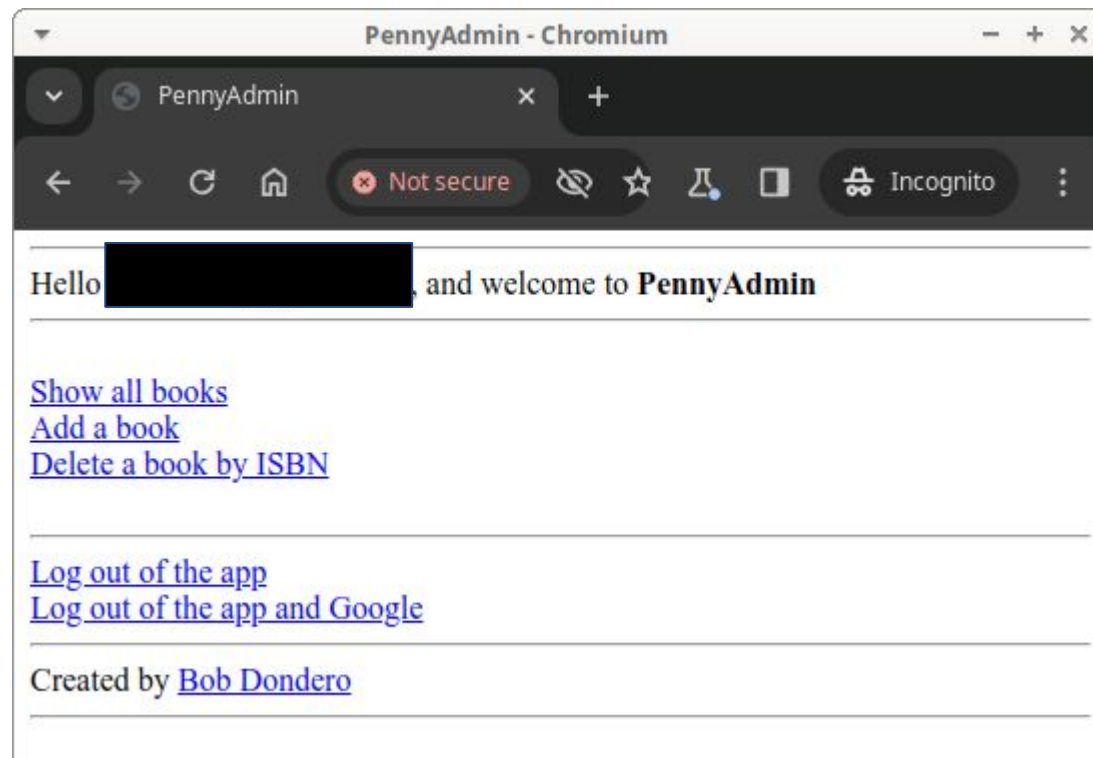 PennyAdmin - Chromium
PennyAdmin
Not secure Incognito
Hello , and welcome to PennyAdmin
Show all books
Add a book
Delete a book by ISBN
Log out of the app
Log out of the app and Google
Created by Bob Dondero